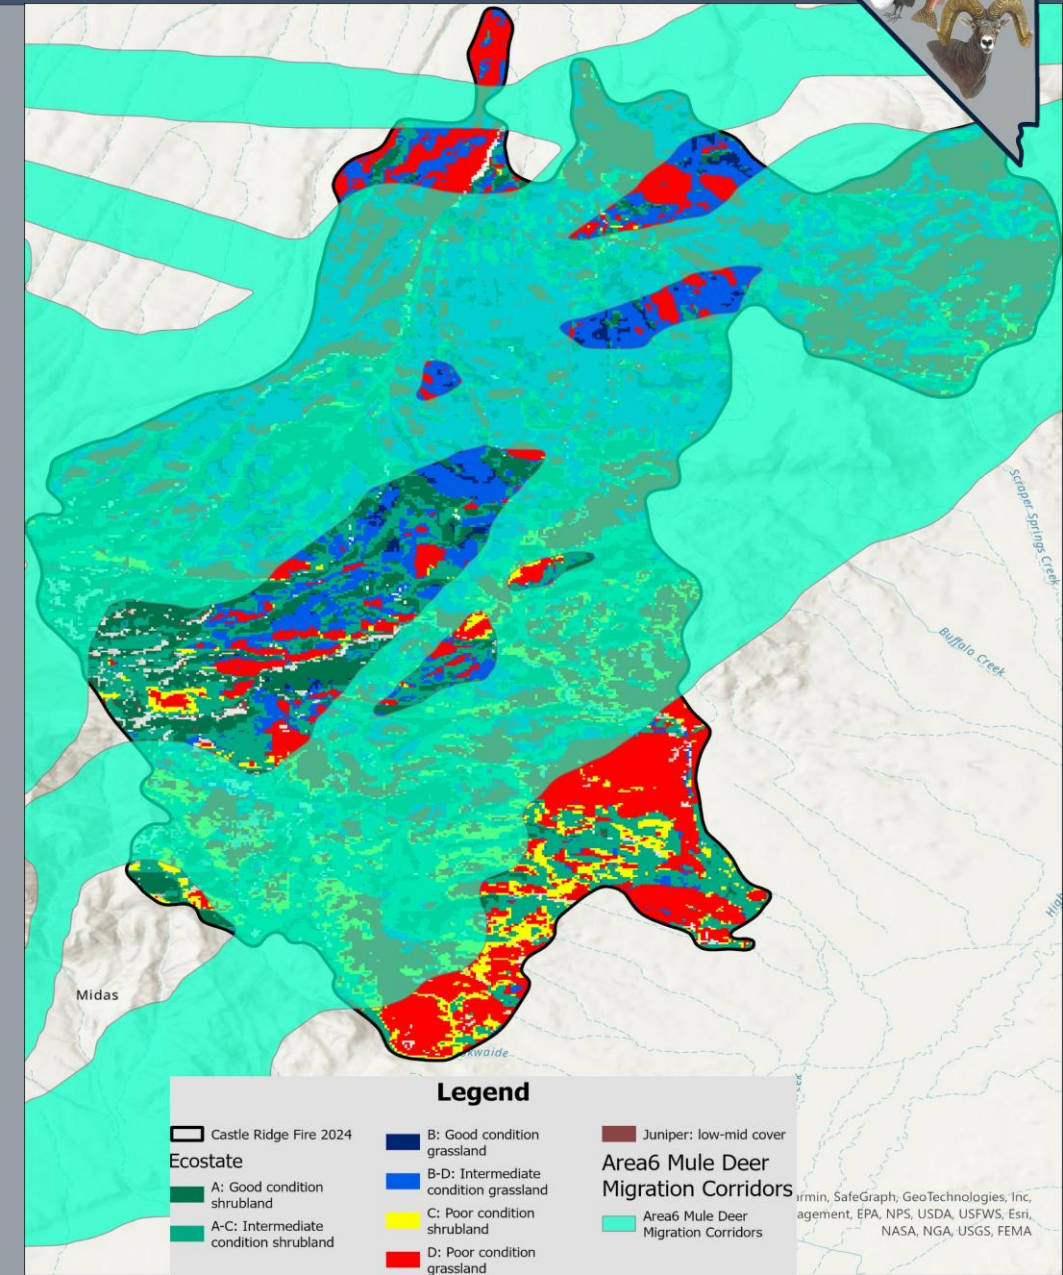 Scraper Springs Creek
Buffalo Creek
Midas
Legend
Castle Ridge Fire 2024
Ecostate
A: Good condition
shrubland
A-C: Intermediate
condition shrubland
B: Good condition
grassland
B-D: Intermediate
condition grassland
C: Poor condition
shrubland
D: Poor condition
grassland
Juniper: low-mid cover
Area6 Mule Deer
Migration Corridors
Area6 Mule Deer
Migration Corridors
SafeGraph, GeoTechnologies, Inc,
EPA, NPS, USDA, USFWS, Esri,
NASA, NGA, USGS, FEMA